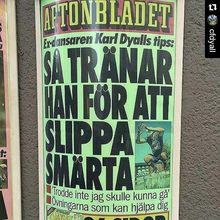 AFTONBLADET
Ex-dansaren Karl Dyalls tips:
SÅ TRÄNAR
HAN FÖR ATT
SLIPPA
SMÄRTA
'Trodde inte jag skulle kunna gå'
Övningarna som kan hjälpa dig
cdyall